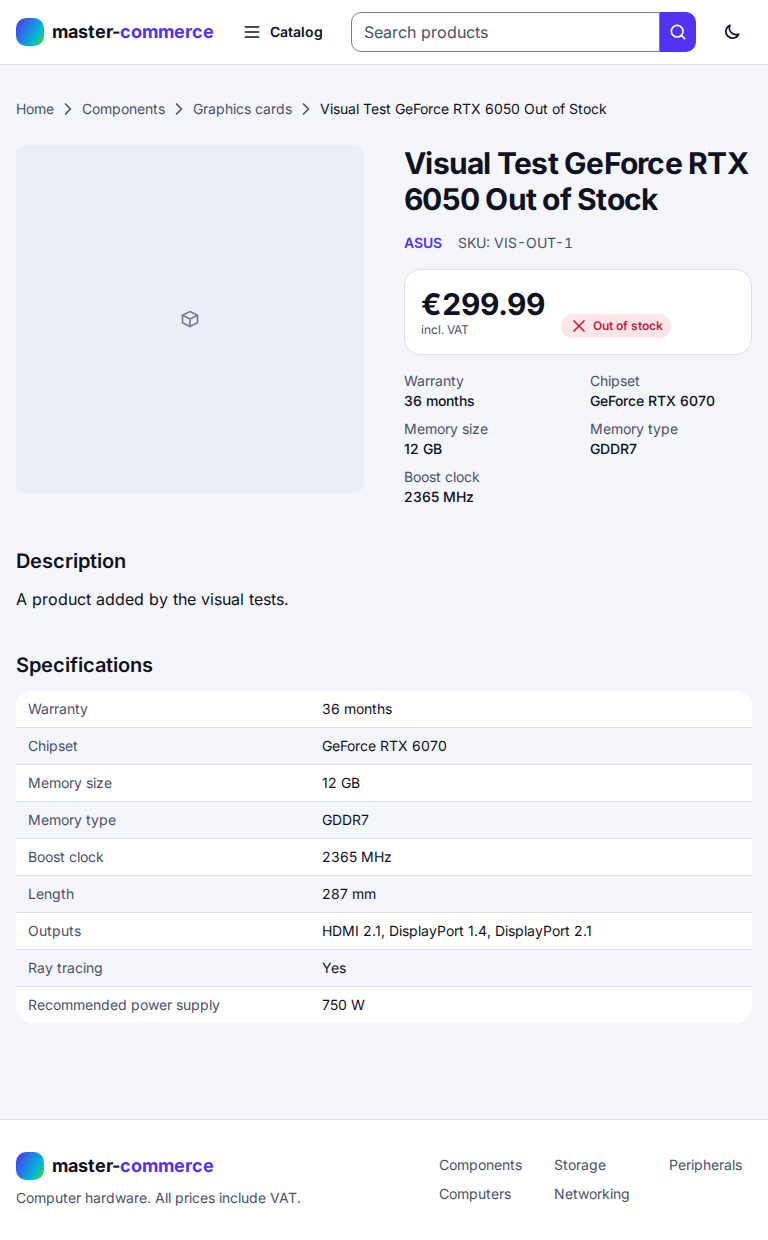 master-commerce
Catalog
Search products
Home
Components
Graphics cards
Visual Test GeForce RTX 6050 Out of Stock
Visual Test GeForce RTX
6050 Out of Stock
ASUS SKU: VIS-OUT-1
€299.99
incl. VAT
Out of stock
Warranty
36 months
Chipset
GeForce RTX 6070
Memory size
12 GB
Memory type
GDDR7
Boost clock
2365 MHz
Description
A product added by the visual tests.
Specifications
Warranty 36 months
Chipset GeForce RTX 6070
Memory size 12 GB
Memory type GDDR7
Boost clock 2365 MHz
Length 287 mm
Outputs HDMI 2.1, DisplayPort 1.4, DisplayPort 2.1
Ray tracing Yes
Recommended power supply 750 W
master-commerce
Computer hardware. All prices include VAT.
Components Storage Peripherals
Computers Networking